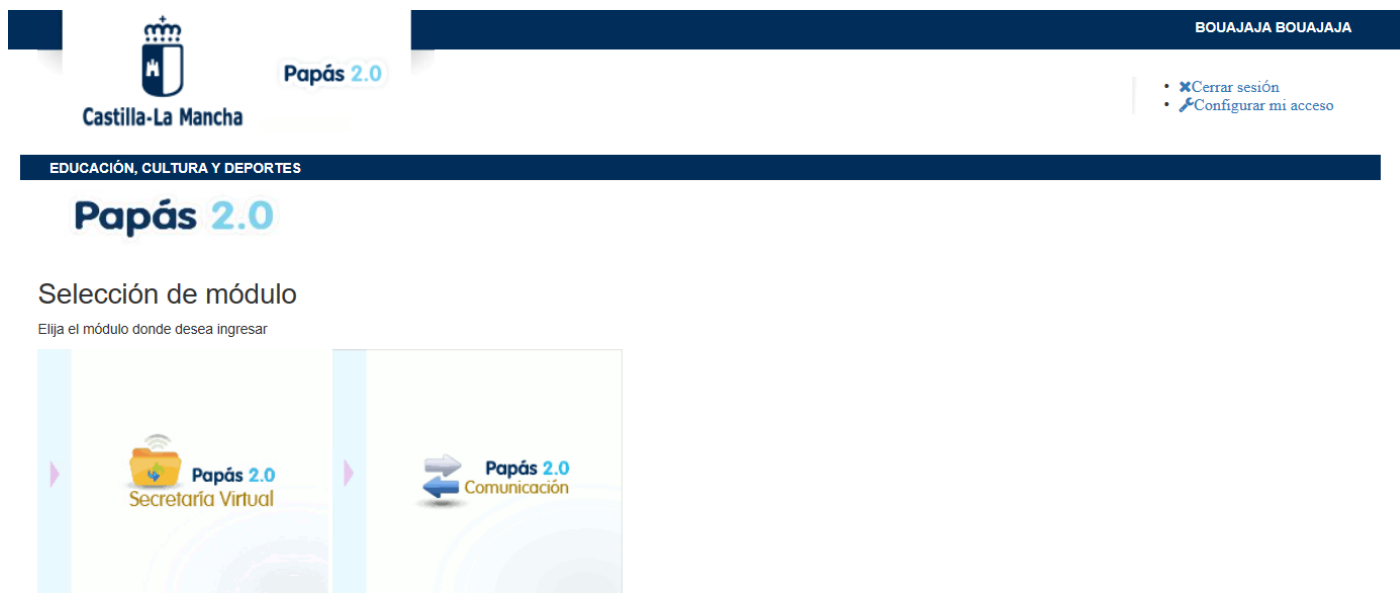 BOUAJAJA BOUAJAJA
Papás 2.0
Castilla-La Mancha
Cerrar sesión
Configurar mi acceso
EDUCACIÓN, CULTURA Y DEPORTES
Papás 2.0
Selección de módulo
Elija el módulo donde desea ingresar
Papás 2.0
Secretaría Virtual
Papás 2.0
Comunicación